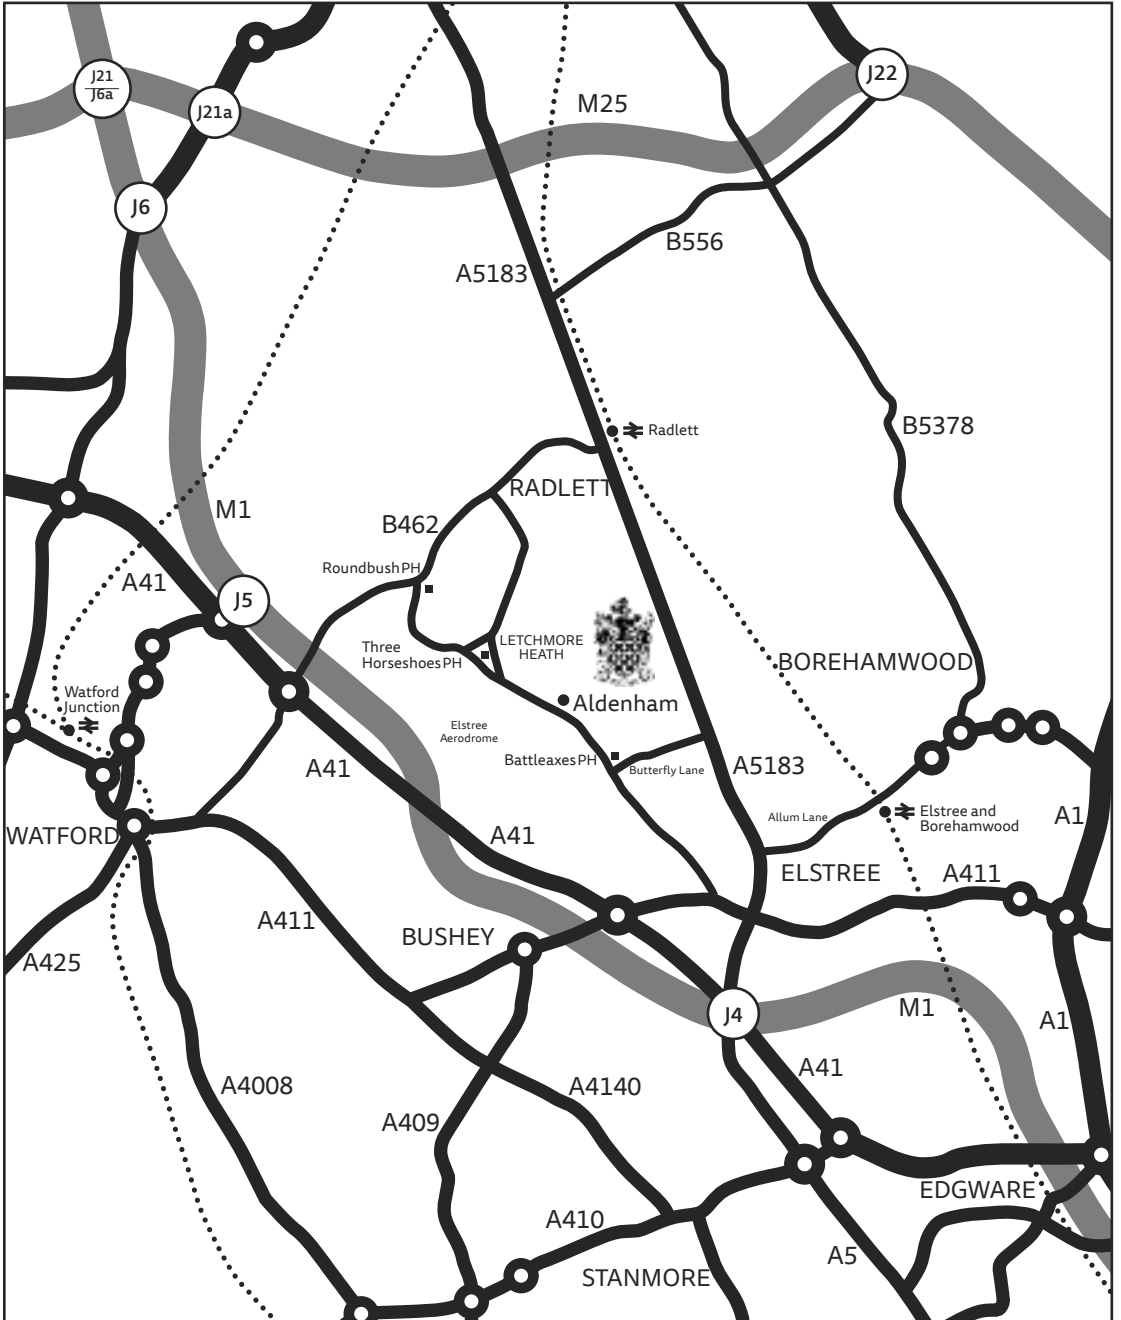 J21
J6a
J21a
J22
M25
J6
B556
A5183
B5378
Radlett
RADLETT
M1
B462
A41
J5
Roundbush PH
Three
Horseshoes PH
LETCHMORE
HEATH
BOREHAMWOOD
Watford
Junction
Aldenham
Elstree
Aerodrome
Battleaxes PH
Butterfly Lane
A5183
A41
Allum Lane
Elstree and
Borehamwood
A1
WATFORD
A41
ELSTREE
A411
A411
BUSHEY
A425
M1
J4
A1
A4008
A4140
A41
A409
EDGWARE
A410
A5
STANMORE